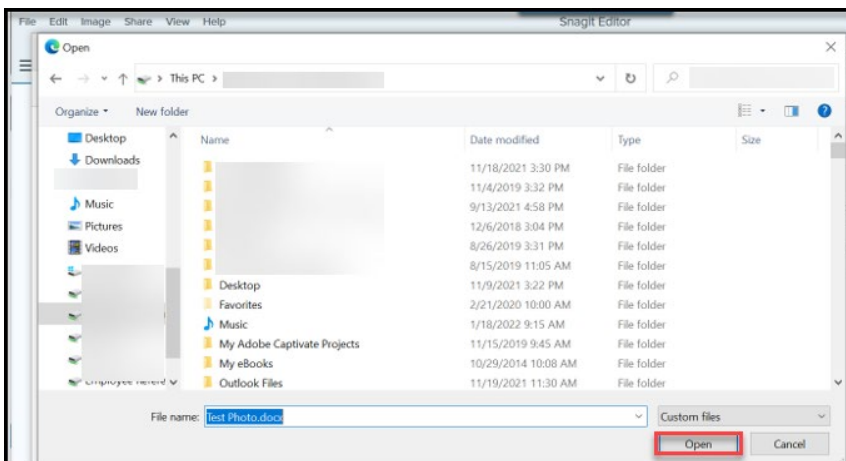 File Edit Image Share View Help Snagit Editor
Open
This PC
Organize New folder
Desktop
Downloads
Music
Pictures
Videos
Name Date modified Type Size
11/18/2021 3:30 PM File folder
11/4/2019 3:32 PM File folder
9/13/2021 4:58 PM File folder
12/6/2018 3:04 PM File folder
8/26/2019 3:31 PM File folder
8/15/2019 11:05 AM File folder
Desktop 11/9/2021 3:22 PM File folder
Favorites 2/21/2020 10:00 AM File folder
Music 1/18/2022 9:15 AM File folder
My Adobe Captivate Projects 11/15/2019 9:45 AM File folder
My eBooks 10/29/2014 10:08 AM File folder
Outlook Files 11/19/2021 11:30 AM File folder
File name: Test Photo.docx Custom files
Open Cancel